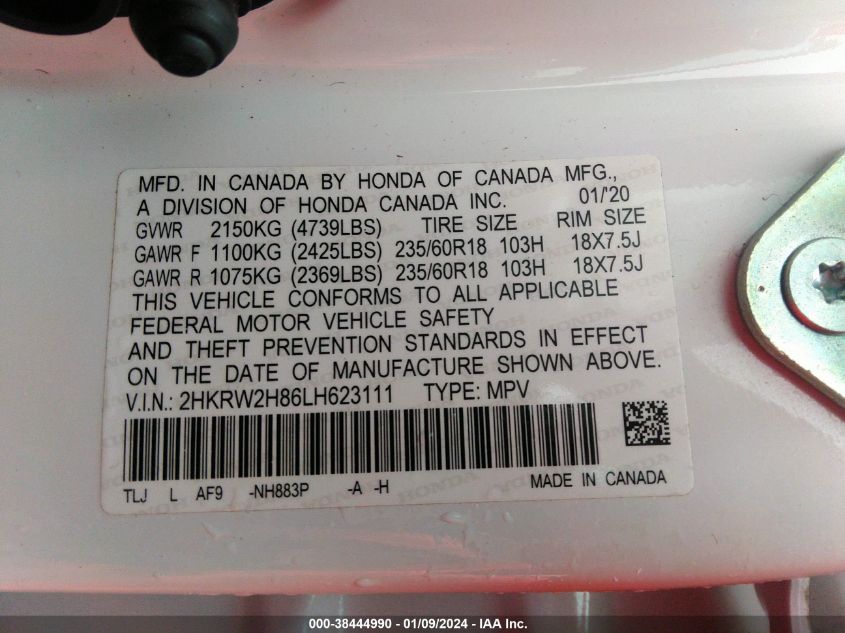 MFD. IN CANADA BY HONDA OF CANADA MFG.,
A DIVISION OF HONDA CANADA INC. 01/'20
GVWR 2150KG (4739LBS) TIRE SIZE RIM SIZE
GAWR F 1100KG (2425LBS) 235/60R18 103H 18X7.5J
GAWR R 1075KG (2369LBS) 235/60R18 103H 18X7.5J
THIS VEHICLE CONFORMS TO ALL APPLICABLE
FEDERAL MOTOR VEHICLE SAFETY
AND THEFT PREVENTION STANDARDS IN EFFECT
ON THE DATE OF MANUFACTURE SHOWN ABOVE.
V.I.N.: 2HKRW2H86LH623111 TYPE: MPV
TLJ L AF9 -NH883P -A -H MADE IN CANADA
000-38444990 - 01/09/2024 - IAA Inc.